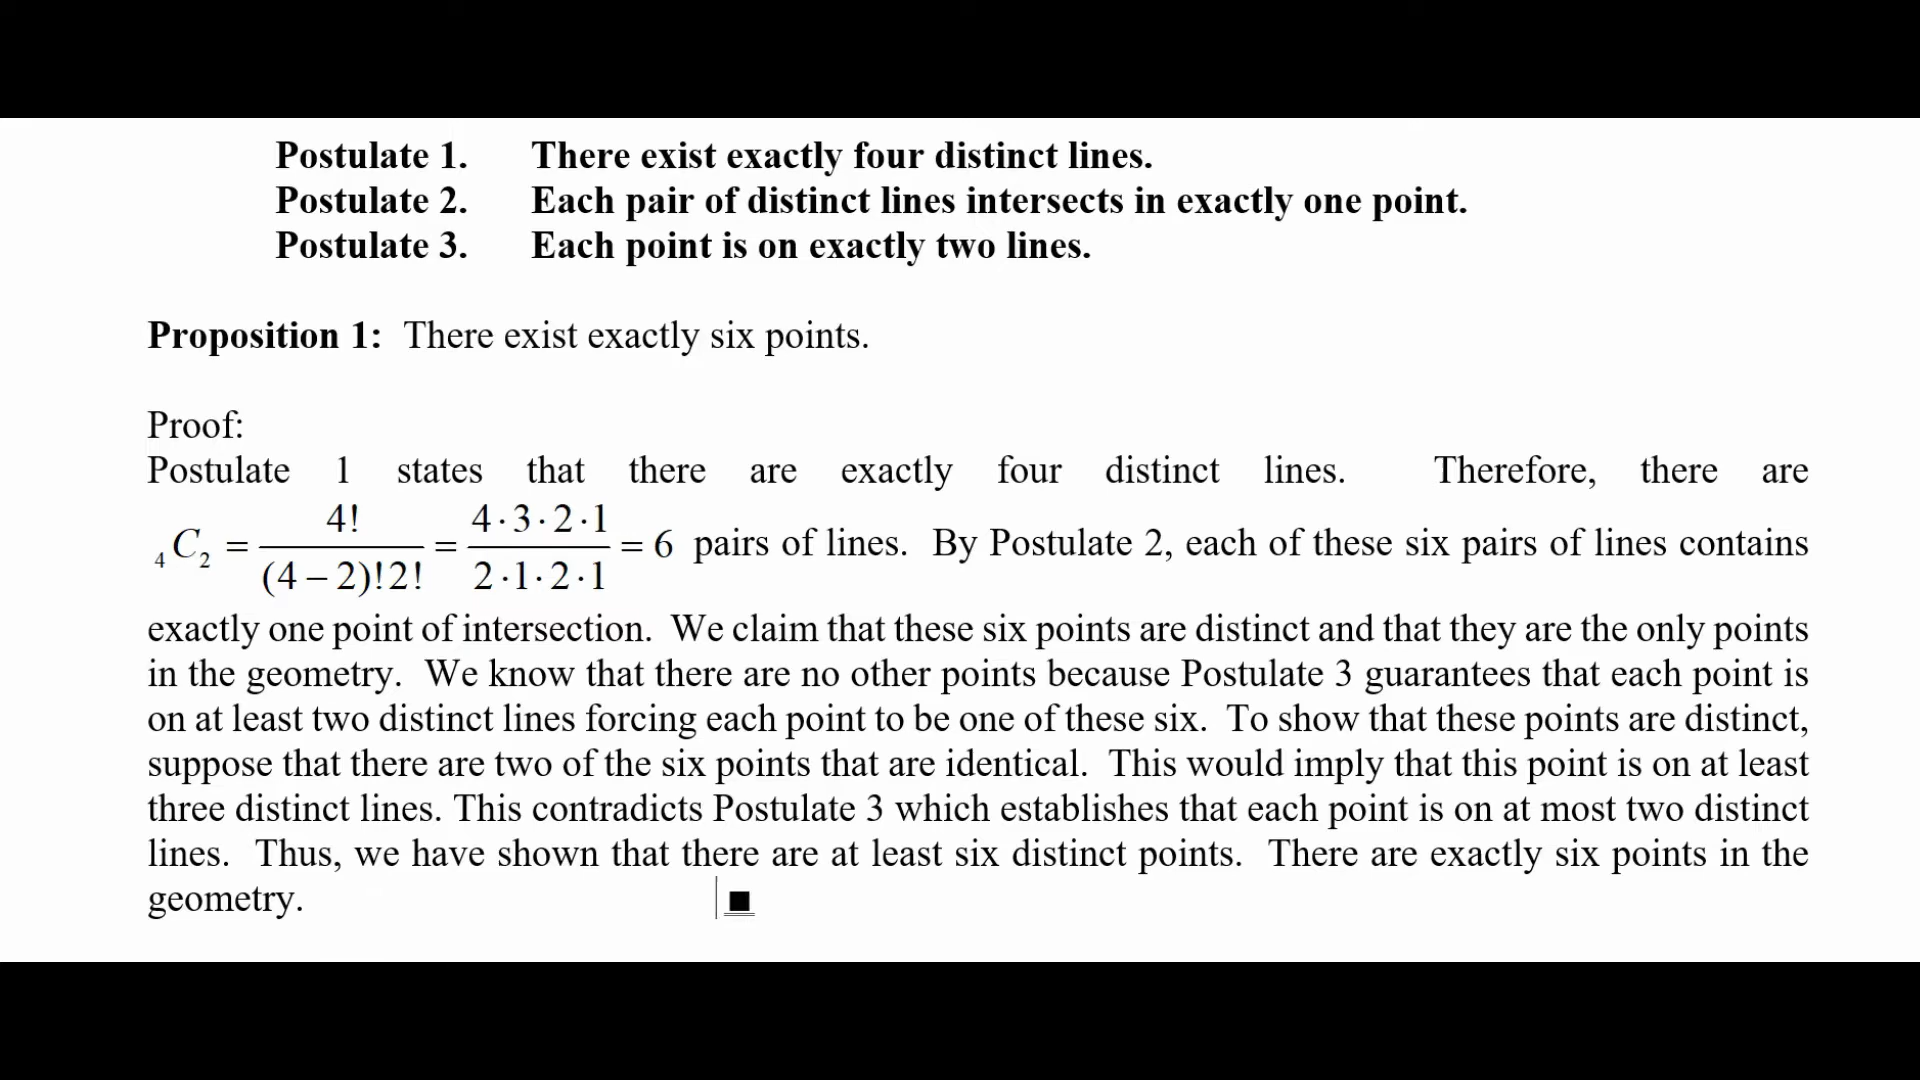 Postulate 1. There exist exactly four distinct lines.
Postulate 2. Each pair of distinct lines intersects in exactly one point.
Postulate 3. Each point is on exactly two lines.
Proposition 1: There exist exactly six points.
Proof:
Postulate 1 states that there are exactly four distinct lines. Therefore, there are
₄C₂ = 4!/((4−2)!2!) = (4·3·2·1)/(2·1·2·1) = 6 pairs of lines. By Postulate 2, each of these six pairs of lines contains
exactly one point of intersection. We claim that these six points are distinct and that they are the only points
in the geometry. We know that there are no other points because Postulate 3 guarantees that each point is
on at least two distinct lines forcing each point to be one of these six. To show that these points are distinct,
suppose that there are two of the six points that are identical. This would imply that this point is on at least
three distinct lines. This contradicts Postulate 3 which establishes that each point is on at most two distinct
lines. Thus, we have shown that there are at least six distinct points. There are exactly six points in the
geometry. ■